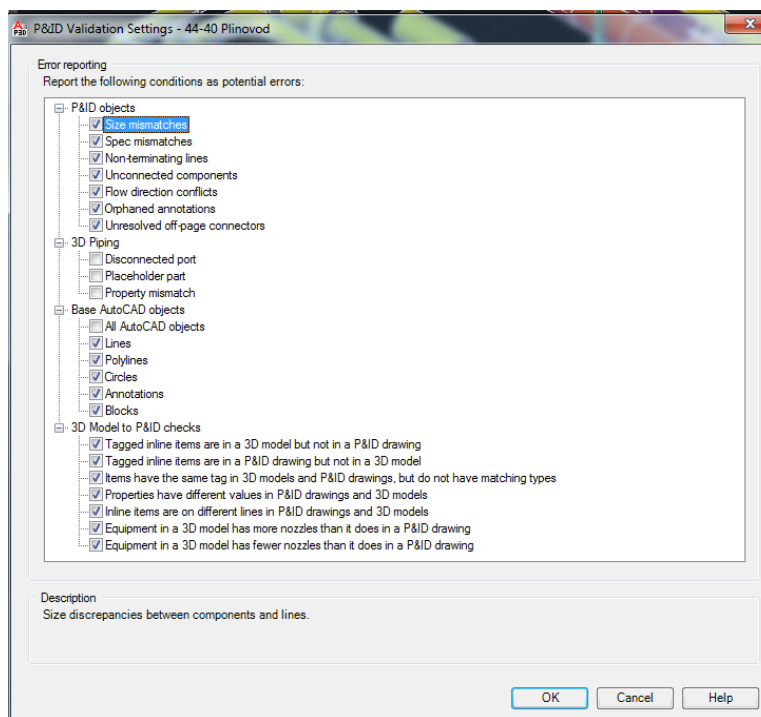 P&ID Validation Settings - 44-40 Plinovod
Error reporting
Report the following conditions as potential errors:
P&ID objects
Size mismatches
Spec mismatches
Non-terminating lines
Unconnected components
Flow direction conflicts
Orphaned annotations
Unresolved off-page connectors
3D Piping
Disconnected port
Placeholder part
Property mismatch
Base AutoCAD objects
All AutoCAD objects
Lines
Polylines
Circles
Annotations
Blocks
3D Model to P&ID checks
Tagged inline items are in a 3D model but not in a P&ID drawing
Tagged inline items are in a P&ID drawing but not in a 3D model
Items have the same tag in 3D models and P&ID drawings, but do not have matching types
Properties have different values in P&ID drawings and 3D models
Inline items are on different lines in P&ID drawings and 3D models
Equipment in a 3D model has more nozzles than it does in a P&ID drawing
Equipment in a 3D model has fewer nozzles than it does in a P&ID drawing
Description
Size discrepancies between components and lines.
OK Cancel Help